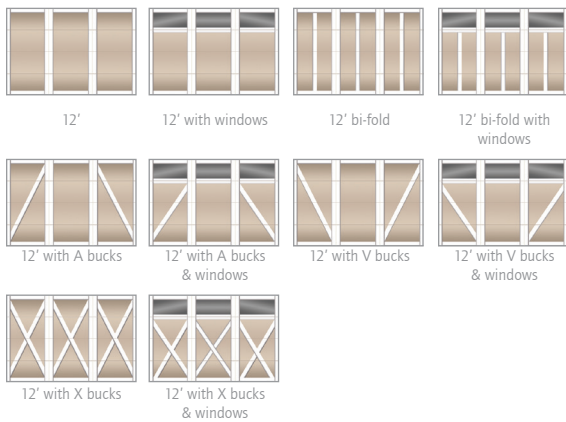 12’
12’ with windows
12’ bi-fold
12’ bi-fold with
windows
12’ with A bucks
12’ with A bucks
& windows
12’ with V bucks
12’ with V bucks
& windows
12’ with X bucks
12’ with X bucks
& windows